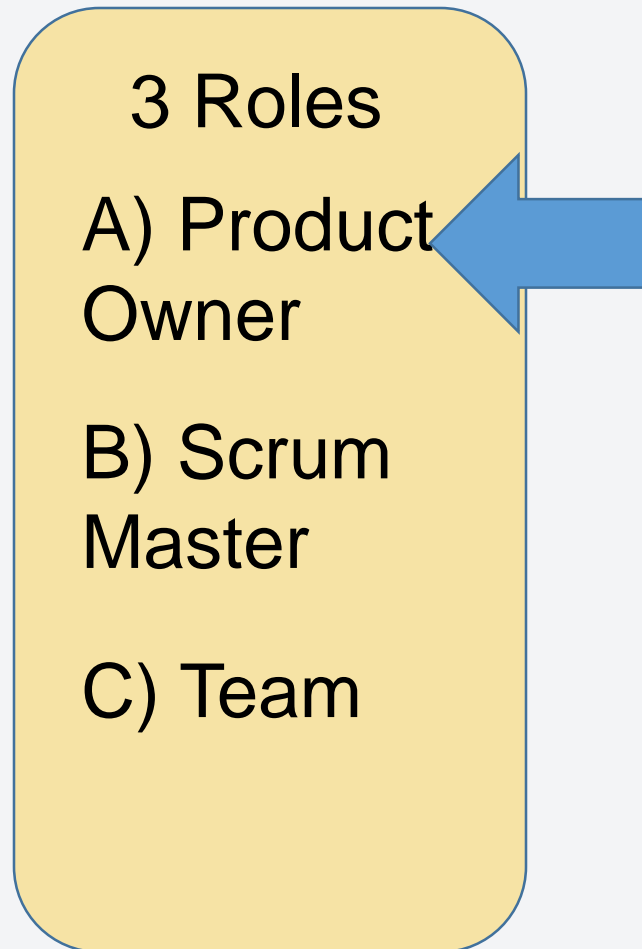 3 Roles
A) Product
Owner
B) Scrum
Master
C) Team